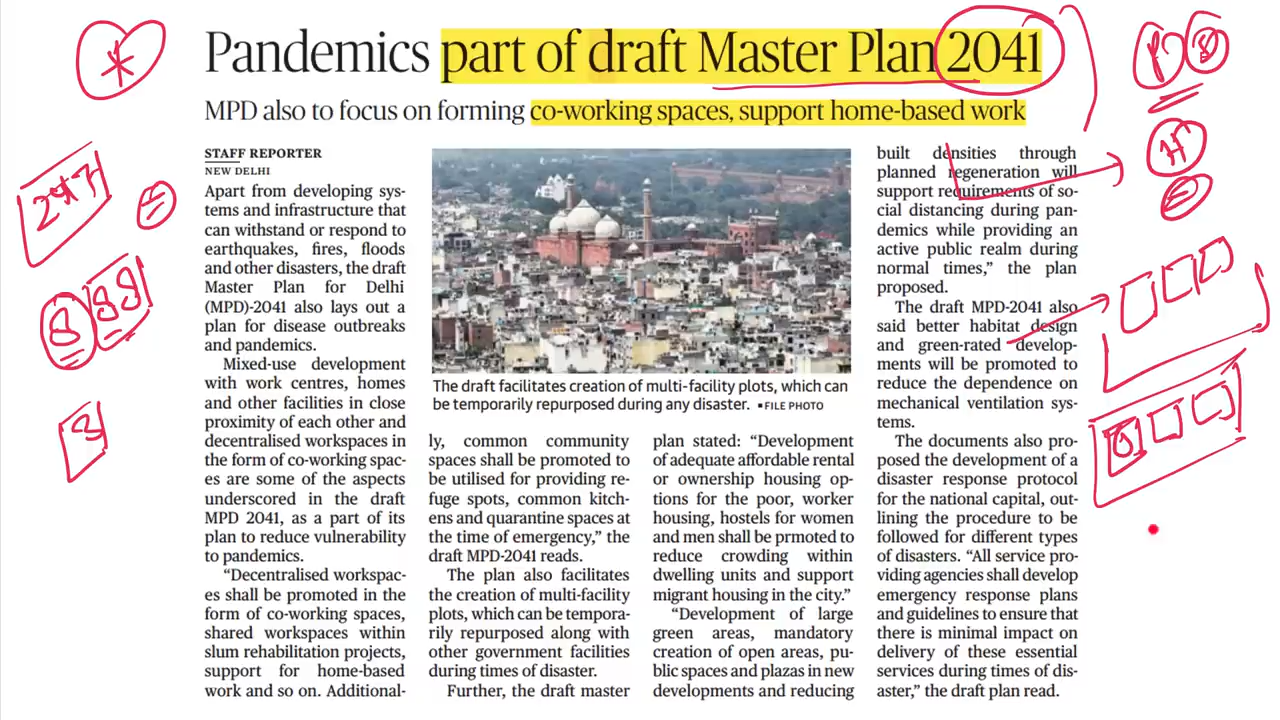 Pandemics part of draft Master Plan 2041
MPD also to focus on forming co-working spaces, support home-based work
STAFF REPORTER
NEW DELHI
Apart from developing sys-
tems and infrastructure that
can withstand or respond to
earthquakes, fires, floods
and other disasters, the draft
Master Plan for Delhi
(MPD)-2041 also lays out a
plan for disease outbreaks
and pandemics.
Mixed-use development
with work centres, homes
and other facilities in close
proximity of each other and
decentralised workspaces in
the form of co-working spac-
es are some of the aspects
underscored in the draft
MPD 2041, as a part of its
plan to reduce vulnerability
to pandemics.
“Decentralised workspac-
es shall be promoted in the
form of co-working spaces,
shared workspaces within
slum rehabilitation projects,
support for home-based
work and so on. Additional-
The draft facilitates creation of multi-facility plots, which can
be temporarily repurposed during any disaster. ▪FILE PHOTO
ly, common community
spaces shall be promoted to
be utilised for providing re-
fuge spots, common kitch-
ens and quarantine spaces at
the time of emergency,” the
draft MPD-2041 reads.
The plan also facilitates
the creation of multi-facility
plots, which can be tempora-
rily repurposed along with
other government facilities
during times of disaster.
Further, the draft master
plan stated: “Development
of adequate affordable rental
or ownership housing op-
tions for the poor, worker
housing, hostels for women
and men shall be prmoted to
reduce crowding within
dwelling units and support
migrant housing in the city.”
“Development of large
green areas, mandatory
creation of open areas, pu-
blic spaces and plazas in new
developments and reducing
built densities through
planned regeneration will
support requirements of so-
cial distancing during pan-
demics while providing an
active public realm during
normal times,” the plan
proposed.
The draft MPD-2041 also
said better habitat design
and green-rated develop-
ments will be promoted to
reduce the dependence on
mechanical ventilation sys-
tems.
The documents also pro-
posed the development of a
disaster response protocol
for the national capital, out-
lining the procedure to be
followed for different types
of disasters. “All service pro-
viding agencies shall develop
emergency response plans
and guidelines to ensure that
there is minimal impact on
delivery of these essential
services during times of dis-
aster,” the draft plan read.